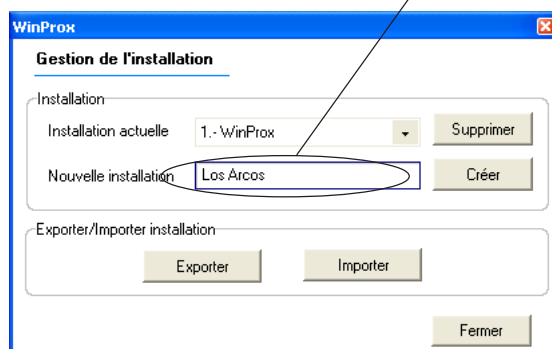 WinProx
Gestion de l'installation
Installation
Installation actuelle 1.- WinProx Supprimer
Nouvelle installation Los Arcos Créer
Exporter/Importer installation
Exporter Importer
Fermer